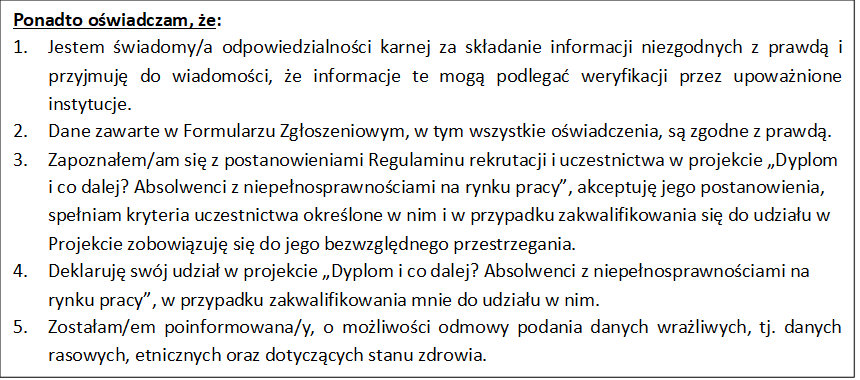 Ponadto oświadczam, że:
1. Jestem świadomy/a odpowiedzialności karnej za składanie informacji niezgodnych z prawdą i
przyjmuję do wiadomości, że informacje te mogą podlegać weryfikacji przez upoważnione
instytucje.
2. Dane zawarte w Formularzu Zgłoszeniowym, w tym wszystkie oświadczenia, są zgodne z prawdą.
3. Zapoznałem/am się z postanowieniami Regulaminu rekrutacji i uczestnictwa w projekcie „Dyplom
i co dalej? Absolwenci z niepełnosprawnościami na rynku pracy”, akceptuję jego postanowienia,
spełniam kryteria uczestnictwa określone w nim i w przypadku zakwalifikowania się do udziału w
Projekcie zobowiązuję się do jego bezwzględnego przestrzegania.
4. Deklaruję swój udział w projekcie „Dyplom i co dalej? Absolwenci z niepełnosprawnościami na
rynku pracy”, w przypadku zakwalifikowania mnie do udziału w nim.
5. Zostałam/em poinformowana/y, o możliwości odmowy podania danych wrażliwych, tj. danych
rasowych, etnicznych oraz dotyczących stanu zdrowia.